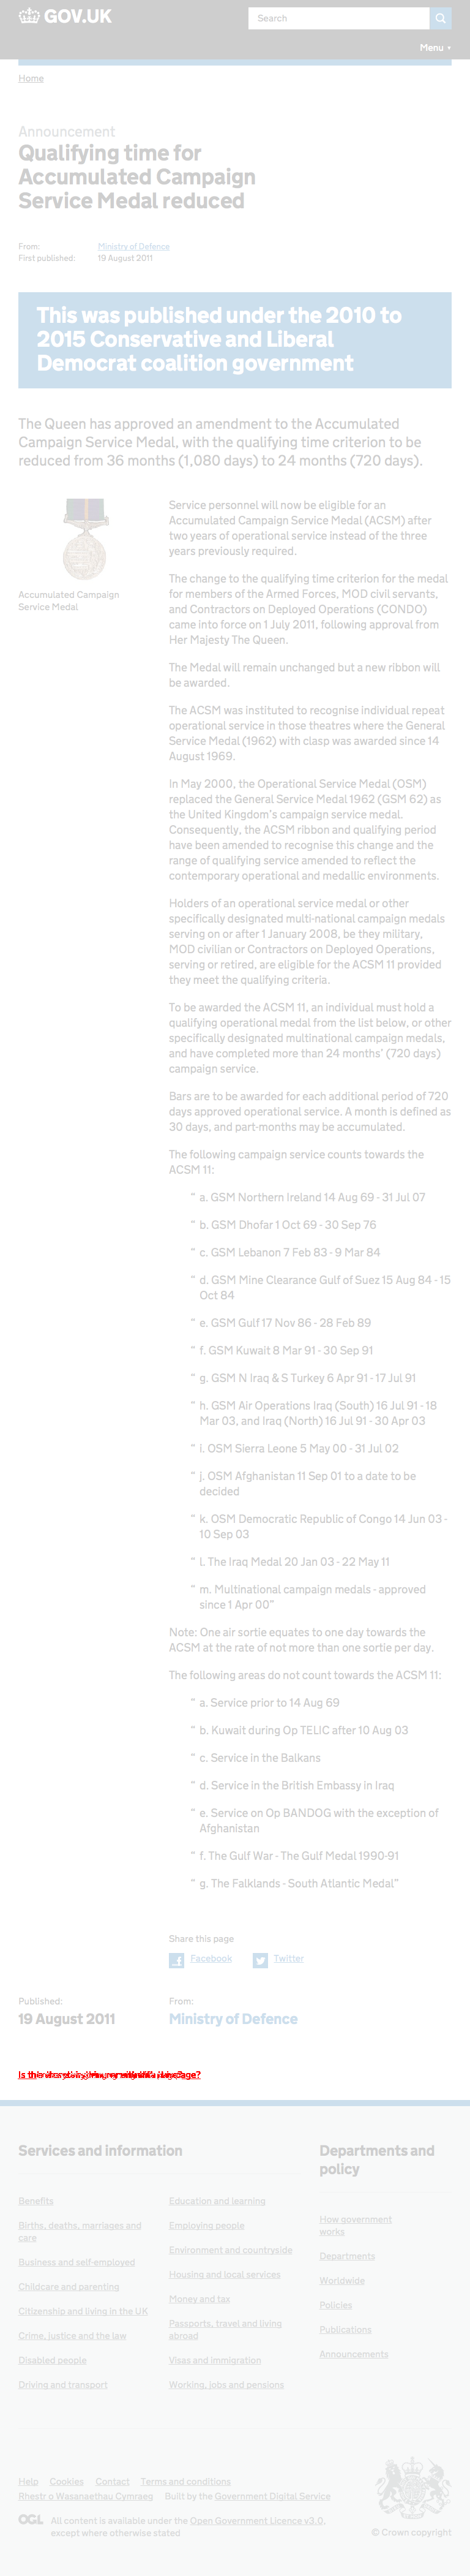 GOV.UK
Search
Menu
Home
Announcement
Qualifying time for
Accumulated Campaign
Service Medal reduced
From: Ministry of Defence
First published: 19 August 2011
This was published under the 2010 to
2015 Conservative and Liberal
Democrat coalition government
The Queen has approved an amendment to the Accumulated
Campaign Service Medal, with the qualifying time criterion to be
reduced from 36 months (1,080 days) to 24 months (720 days).
Accumulated Campaign
Service Medal
Service personnel will now be eligible for an
Accumulated Campaign Service Medal (ACSM) after
two years of operational service instead of the three
years previously required.
The change to the qualifying time criterion for the medal
for members of the Armed Forces, MOD civil servants,
and Contractors on Deployed Operations (CONDO)
came into force on 1 July 2011, following approval from
Her Majesty The Queen.
The Medal will remain unchanged but a new ribbon will
be awarded.
The ACSM was instituted to recognise individual repeat
operational service in those theatres where the General
Service Medal (1962) with clasp was awarded since 14
August 1969.
In May 2000, the Operational Service Medal (OSM)
replaced the General Service Medal 1962 (GSM 62) as
the United Kingdom's campaign service medal.
Consequently, the ACSM ribbon and qualifying period
have been amended to recognise this change and the
range of qualifying service amended to reflect the
contemporary operational and medallic environments.
Holders of an operational service medal or other
specifically designated multi-national campaign medals
serving on or after 1 January 2008, be they military,
MOD civilian or Contractors on Deployed Operations,
serving or retired, are eligible for the ACSM 11 provided
they meet the qualifying criteria.
To be awarded the ACSM 11, an individual must hold a
qualifying operational medal from the list below, or other
specifically designated multinational campaign medals,
and have completed more than 24 months' (720 days)
campaign service.
Bars are to be awarded for each additional period of 720
days approved operational service. A month is defined as
30 days, and part-months may be accumulated.
The following campaign service counts towards the
ACSM 11:
“ a. GSM Northern Ireland 14 Aug 69 - 31 Jul 07
“ b. GSM Dhofar 1 Oct 69 - 30 Sep 76
“ c. GSM Lebanon 7 Feb 83 - 9 Mar 84
“ d. GSM Mine Clearance Gulf of Suez 15 Aug 84 - 15
Oct 84
“ e. GSM Gulf 17 Nov 86 - 28 Feb 89
“ f. GSM Kuwait 8 Mar 91 - 30 Sep 91
“ g. GSM N Iraq & S Turkey 6 Apr 91 - 17 Jul 91
“ h. GSM Air Operations Iraq (South) 16 Jul 91 - 18
Mar 03, and Iraq (North) 16 Jul 91 - 30 Apr 03
“ i. OSM Sierra Leone 5 May 00 - 31 Jul 02
“ j. OSM Afghanistan 11 Sep 01 to a date to be
decided
“ k. OSM Democratic Republic of Congo 14 Jun 03 -
10 Sep 03
“ l. The Iraq Medal 20 Jan 03 - 22 May 11
“ m. Multinational campaign medals - approved
since 1 Apr 00”
Note: One air sortie equates to one day towards the
ACSM at the rate of not more than one sortie per day.
The following areas do not count towards the ACSM 11:
“ a. Service prior to 14 Aug 69
“ b. Kuwait during Op TELIC after 10 Aug 03
“ c. Service in the Balkans
“ d. Service in the British Embassy in Iraq
“ e. Service on Op BANDOG with the exception of
Afghanistan
“ f. The Gulf War - The Gulf Medal 1990-91
“ g. The Falklands - South Atlantic Medal”
Share this page
Facebook Twitter
Published: From:
19 August 2011 Ministry of Defence
Services and information
Benefits
Births, deaths, marriages and
care
Business and self-employed
Childcare and parenting
Citizenship and living in the UK
Crime, justice and the law
Disabled people
Driving and transport
Education and learning
Employing people
Environment and countryside
Housing and local services
Money and tax
Passports, travel and living
abroad
Visas and immigration
Working, jobs and pensions
Departments and
policy
How government
works
Departments
Worldwide
Policies
Publications
Announcements
Help Cookies Contact Terms and conditions
Rhestr o Wasanaethau Cymraeg Built by the Government Digital Service
OGL All content is available under the Open Government Licence v3.0,
except where otherwise stated
© Crown copyright